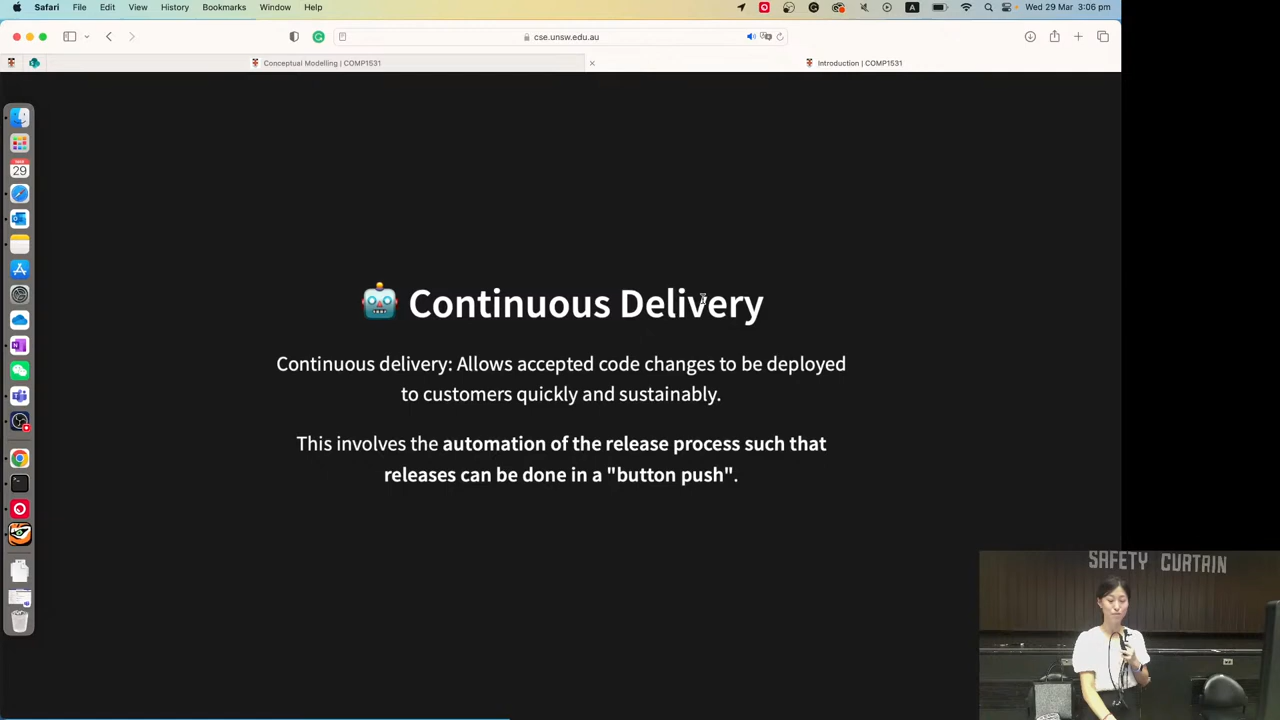 Safari File Edit View History Bookmarks Window Help
A
Wed 29 Mar 3:06 pm
cse.unsw.edu.au
Conceptual Modelling | COMP1531
Introduction | COMP1531
29
Continuous Delivery
Continuous delivery: Allows accepted code changes to be deployed
to customers quickly and sustainably.
This involves the automation of the release process such that
releases can be done in a "button push".
SAFETY CURTAIN